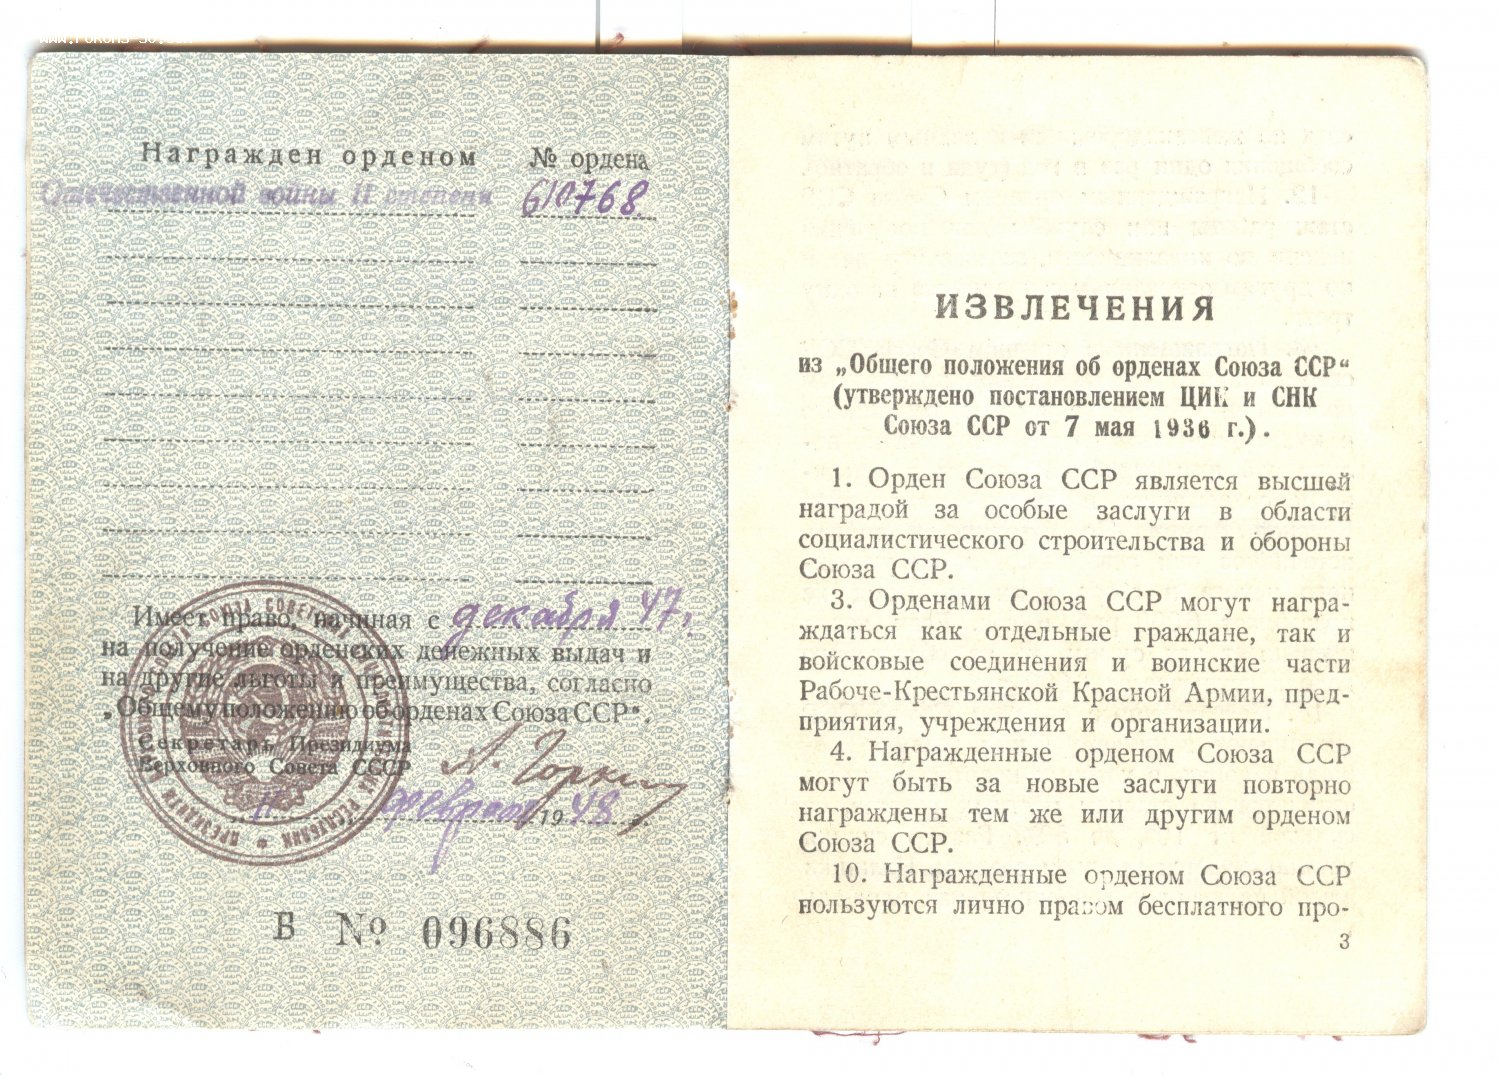 Награжден орденом № ордена
Отечественной войны II степени 610768
Имеет право, начиная с декабря 47,
на получение орденских денежных выдач и
на другие льготы и преимущества, согласно
„Общему положению об орденах Союза ССР“.
Секретарь Президиума
Верховного Совета СССР
А. Горкин
11 февраля 1948
Б № 096886
ИЗВЛЕЧЕНИЯ
из „Общего положения об орденах Союза ССР“
(утверждено постановлением ЦИК и СНК
Союза ССР от 7 мая 1936 г.).
1. Орден Союза ССР является высшей
наградой за особые заслуги в области
социалистического строительства и обороны
Союза ССР.
3. Орденами Союза ССР могут награ-
ждаться как отдельные граждане, так и
войсковые соединения и воинские части
Рабоче-Крестьянской Красной Армии, пред-
приятия, учреждения и организации.
4. Награжденные орденом Союза ССР
могут быть за новые заслуги повторно
награждены тем же или другим орденом
Союза ССР.
10. Награжденные орденом Союза ССР
пользуются лично правом бесплатного про-
3